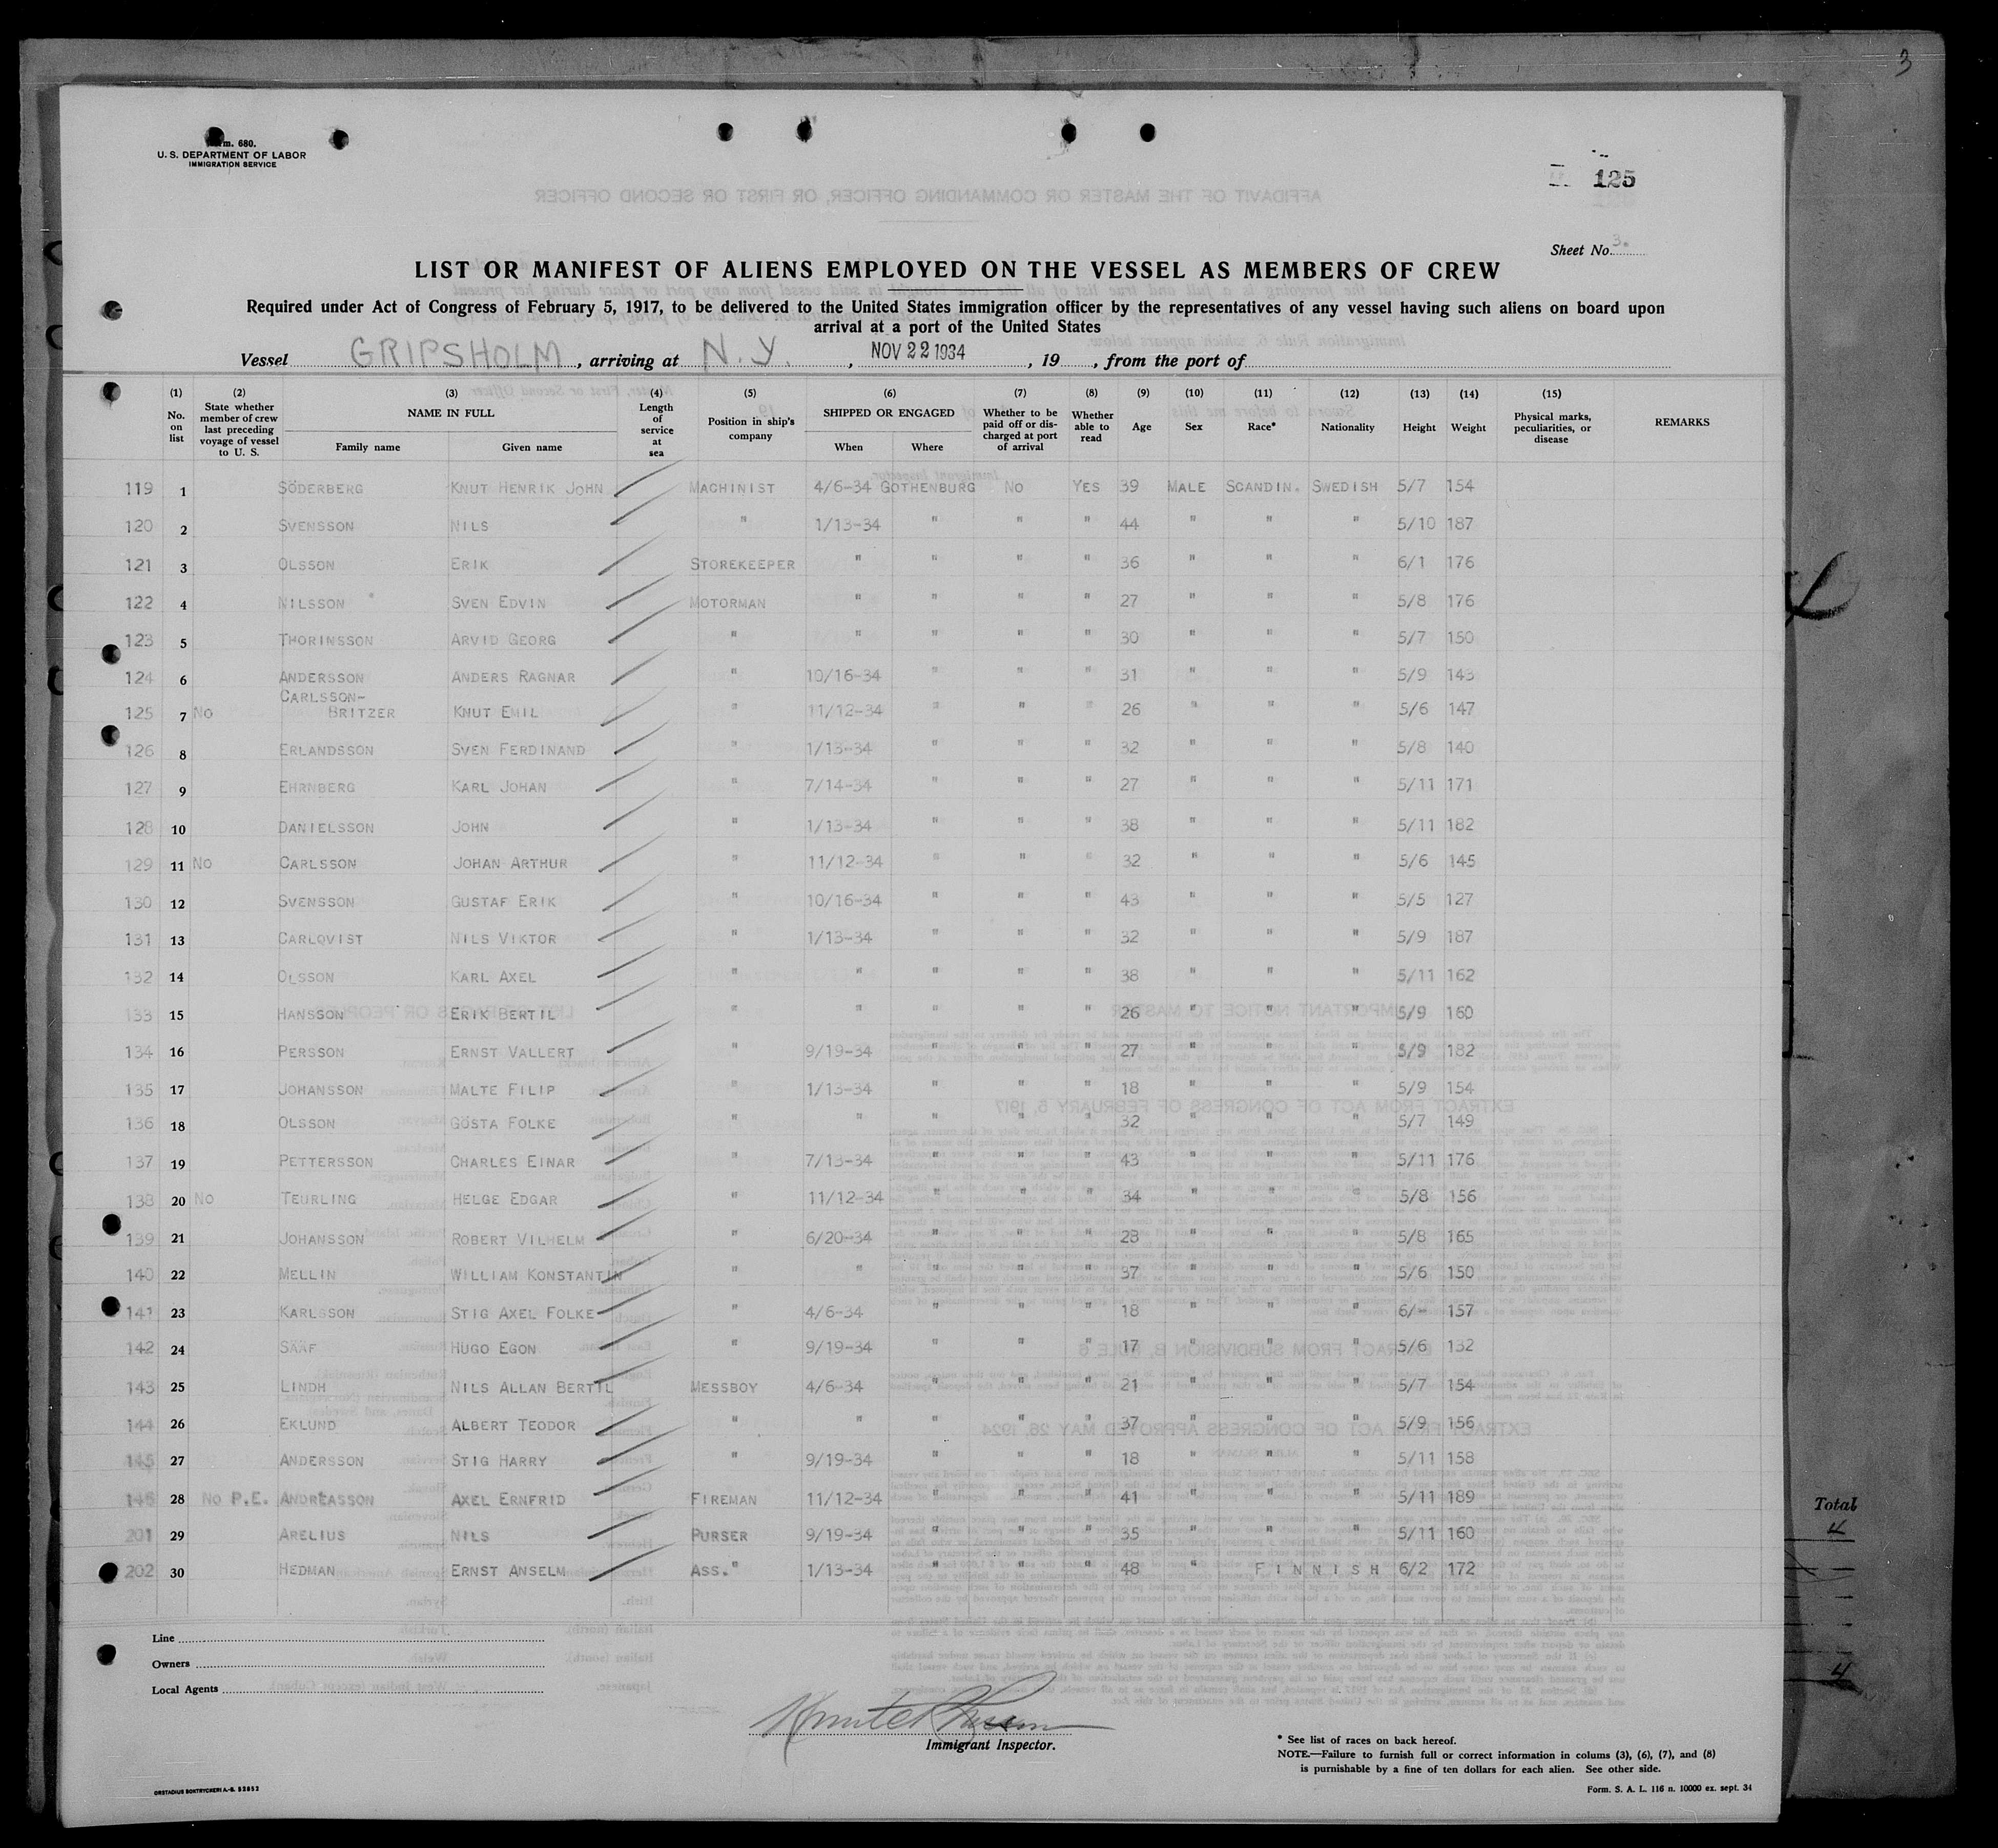 3
Form. 680.
U. S. DEPARTMENT OF LABOR
IMMIGRATION SERVICE
125
Sheet No. 3.
LIST OR MANIFEST OF ALIENS EMPLOYED ON THE VESSEL AS MEMBERS OF CREW
Required under Act of Congress of February 5, 1917, to be delivered to the United States immigration officer by the representatives of any vessel having such aliens on board upon
arrival at a port of the United States
Vessel GRIPSHOLM, arriving at N.Y., NOV 22 1934, 19, from the port of
(1) No. on list (2) State whether member of crew last preceding voyage of vessel to U. S. (3) NAME IN FULL Family name Given name (4) Length of service at sea (5) Position in ship's company (6) SHIPPED OR ENGAGED When Where (7) Whether to be paid off or discharged at port of arrival (8) Whether able to read (9) Age (10) Sex (11) Race* (12) Nationality (13) Height (14) Weight (15) Physical marks, peculiarities, or disease REMARKS
119 1 SÖDERBERG KNUT HENRIK JOHN MACHINIST 4/6-34 GOTHENBURG NO YES 39 MALE SCANDIN. SWEDISH 5/7 154
120 2 SVENSSON NILS " 1/13-34 " " " 44 " " " 5/10 187
121 3 OLSSON ERIK STOREKEEPER " " " " 36 " " " 6/1 176
122 4 NILSSON SVEN EDVIN MOTORMAN " " " " 27 " " " 5/8 176
123 5 THORINSSON ARVID GEORG " " " " " 30 " " " 5/7 150
124 6 ANDERSSON ANDERS RAGNAR " 10/16-34 " " " 31 " " " 5/9 143
125 7 NO CARLSSON-BRITZER KNUT EMIL " 11/12-34 " " " 26 " " " 5/6 147
126 8 ERLANDSSON SVEN FERDINAND " 1/13-34 " " " 32 " " " 5/8 140
127 9 EHRNBERG KARL JOHAN " 7/14-34 " " " 27 " " " 5/11 171
128 10 DANIELSSON JOHN " 1/13-34 " " " 38 " " " 5/11 182
129 11 NO CARLSSON JOHAN ARTHUR " 11/12-34 " " " 32 " " " 5/6 145
130 12 SVENSSON GUSTAF ERIK " 10/16-34 " " " 43 " " " 5/5 127
131 13 CARLQVIST NILS VIKTOR " 1/13-34 " " " 32 " " " 5/9 187
132 14 OLSSON KARL AXEL " " " " " 38 " " " 5/11 162
133 15 HANSSON ERIK BERTIL " " " " " 26 " " " 5/9 160
134 16 PERSSON ERNST VALLERT " 9/19-34 " " " 27 " " " 5/9 182
135 17 JOHANSSON MALTE FILIP " 1/13-34 " " " 18 " " " 5/9 154
136 18 OLSSON GÖSTA FOLKE " " " " " 32 " " " 5/7 149
137 19 PETTERSSON CHARLES EINAR " 7/13-34 " " " 43 " " " 5/11 176
138 20 NO TEURLING HELGE EDGAR " 11/12-34 " " " 34 " " " 5/8 156
139 21 JOHANSSON ROBERT VILHELM " 6/20-34 " " " 28 " " " 5/8 165
140 22 MELLIN WILLIAM KONSTANTIN " " " " " 37 " " " 5/6 150
141 23 KARLSSON STIG AXEL FOLKE " 4/6-34 " " " 18 " " " 6/- 157
142 24 SÄÄF HUGO EGON " 9/19-34 " " " 17 " " " 5/6 132
143 25 LINDH NILS ALLAN BERTIL MESSBOY 4/6-34 " " " 21 " " " 5/7 154
144 26 EKLUND ALBERT TEODOR " " " " " 37 " " " 5/9 156
145 27 ANDERSSON STIG HARRY " 9/19-34 " " " 18 " " " 5/11 158
146 28 NO P.E. ANDREASSON AXEL ERNFRID FIREMAN 11/12-34 " " " 41 " " " 5/11 189
201 29 ARELIUS NILS PURSER 9/19-34 " " " 35 " " " 5/11 160
202 30 HEDMAN ERNST ANSELM ASS." 1/13-34 " " " 48 " FINNISH 6/2 172
Total
4
4
Line
Owners
Local Agents
Immigrant Inspector.
* See list of races on back hereof.
NOTE.—Failure to furnish full or correct information in colums (3), (6), (7), and (8)
is punishable by a fine of ten dollars for each alien. See other side.
ORSTADIUS BOKTRYCKERI A.-B. 52852
Form. S. A. L. 116 n. 10000 ex. sept. 34